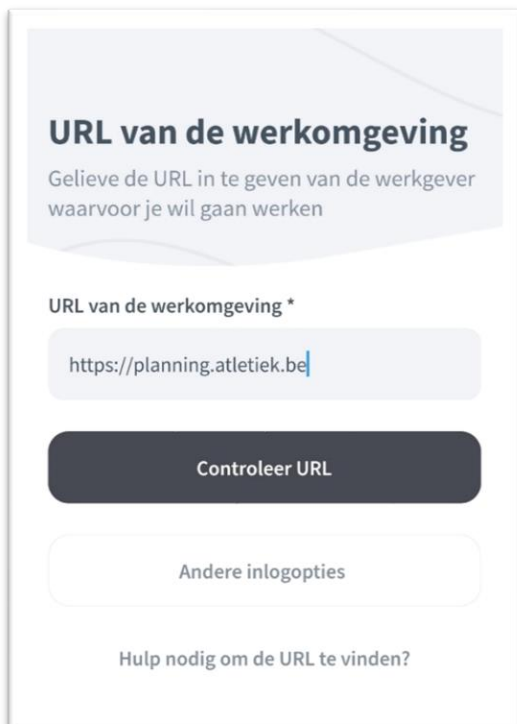 URL van de werkomgeving
Gelieve de URL in te geven van de werkgever
waarvoor je wil gaan werken
URL van de werkomgeving *
https://planning.atletiek.be
Controleer URL
Andere inlogopties
Hulp nodig om de URL te vinden?